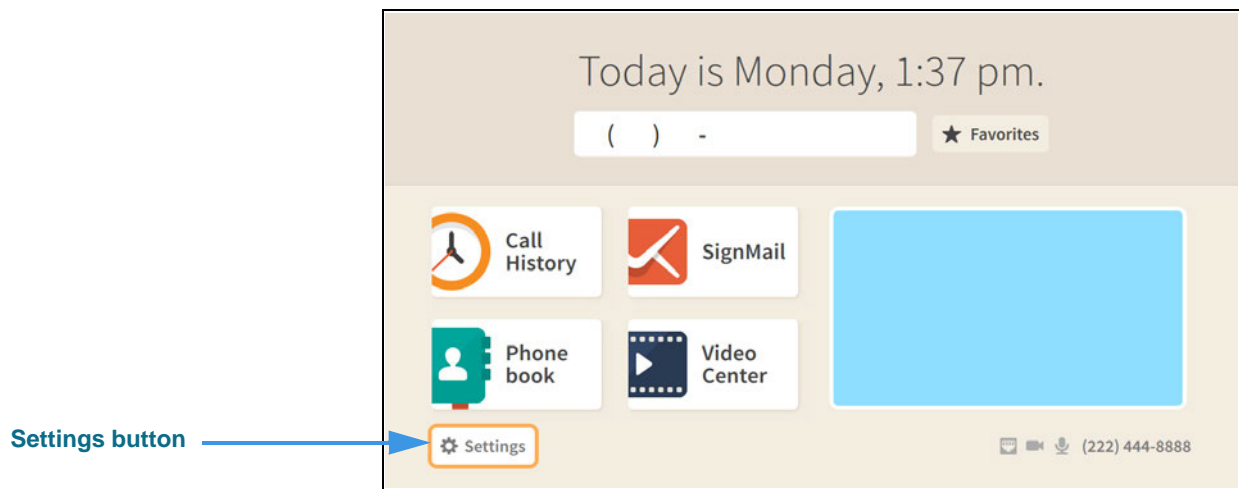 Today is Monday, 1:37 pm.
( ) -
Favorites
Call
History
SignMail
Phone
book
Video
Center
Settings button
Settings
(222) 444-8888